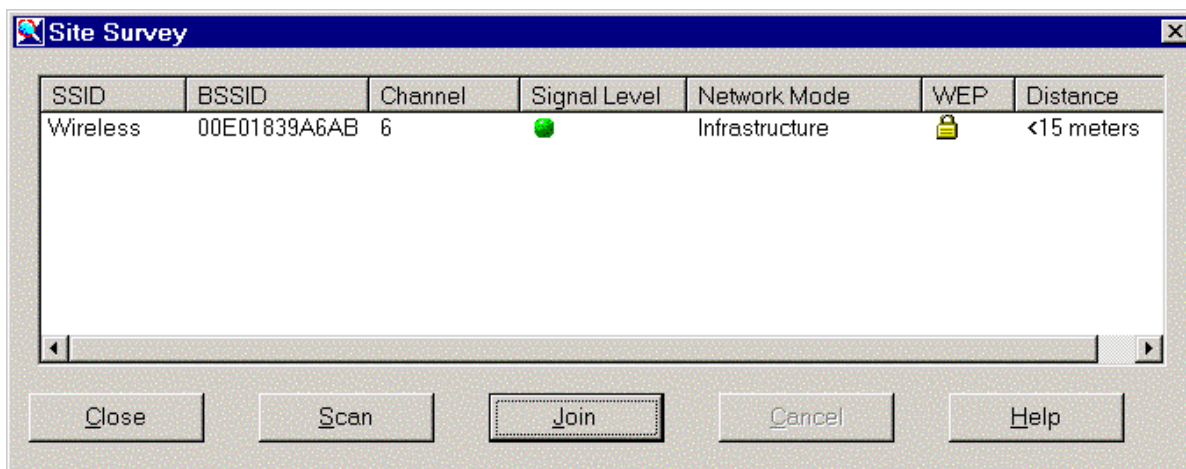 Site Survey
SSID BSSID Channel Signal Level Network Mode WEP Distance
Wireless 00E01839A6AB 6 Infrastructure <15 meters
Close Scan Join Cancel Help